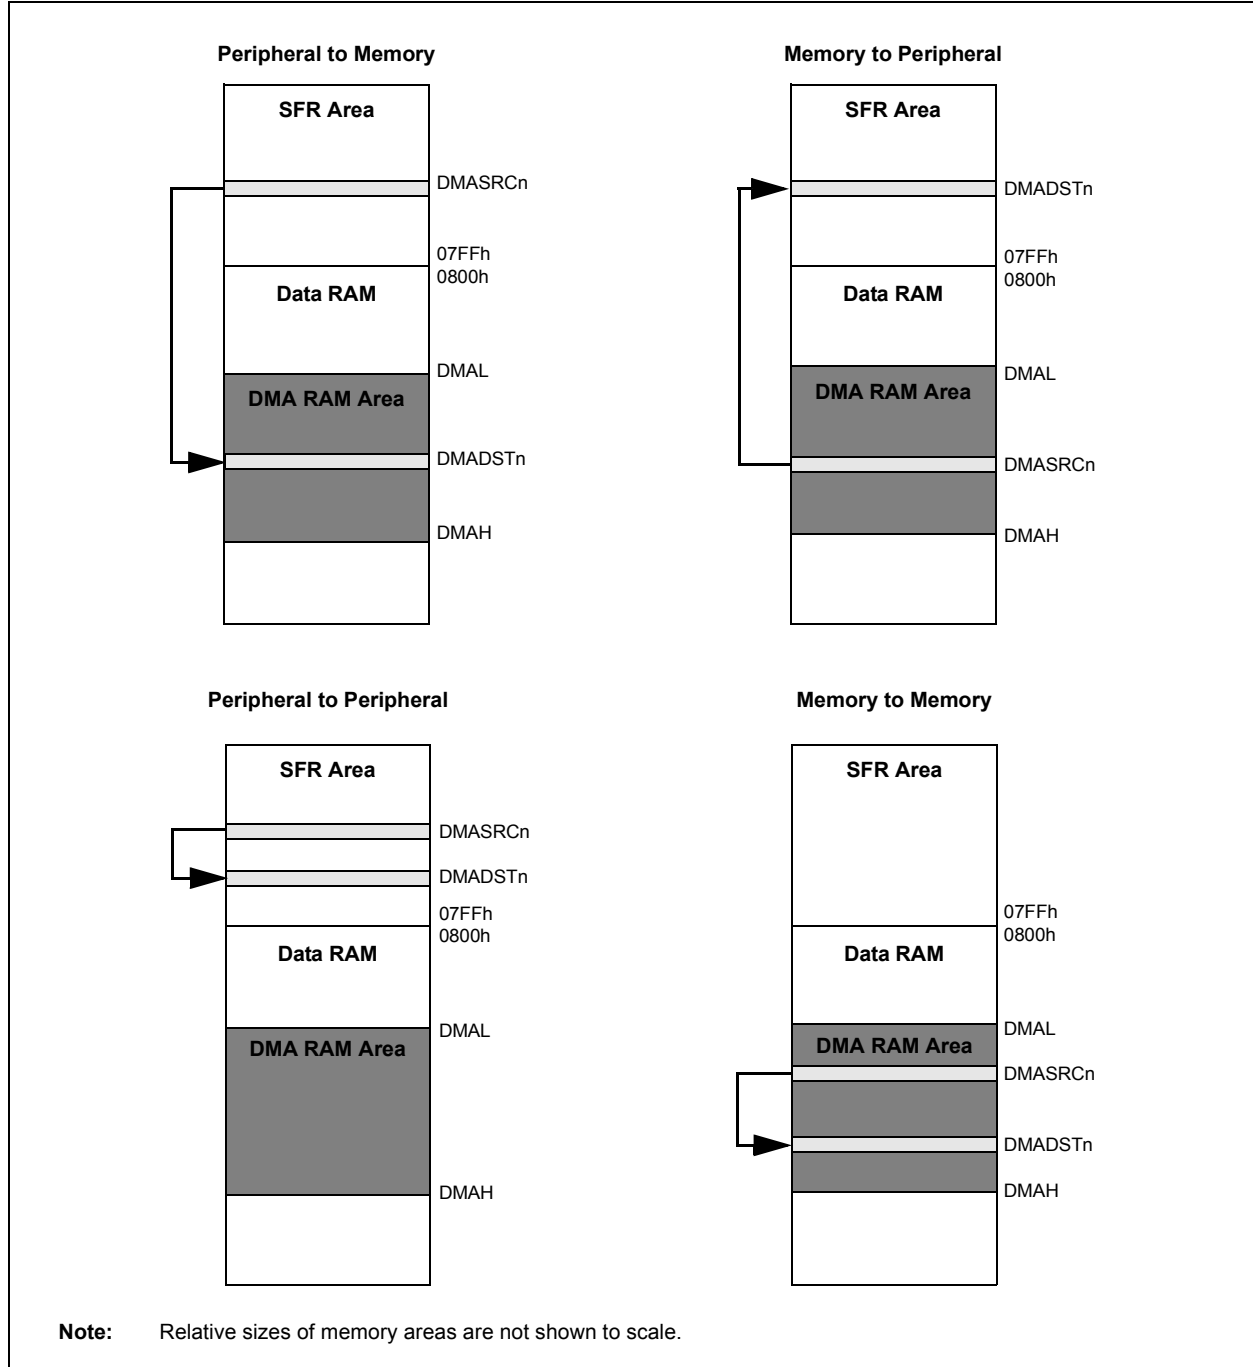 Peripheral to Memory
SFR Area
DMASRCn
07FFh
0800h
Data RAM
DMAL
DMA RAM Area
DMADSTn
DMAH
Memory to Peripheral
SFR Area
DMADSTn
07FFh
0800h
Data RAM
DMAL
DMA RAM Area
DMASRCn
DMAH
Peripheral to Peripheral
SFR Area
DMASRCn
DMADSTn
07FFh
0800h
Data RAM
DMAL
DMA RAM Area
DMAH
Memory to Memory
SFR Area
07FFh
0800h
Data RAM
DMAL
DMA RAM Area
DMASRCn
DMADSTn
DMAH
Note: Relative sizes of memory areas are not shown to scale.